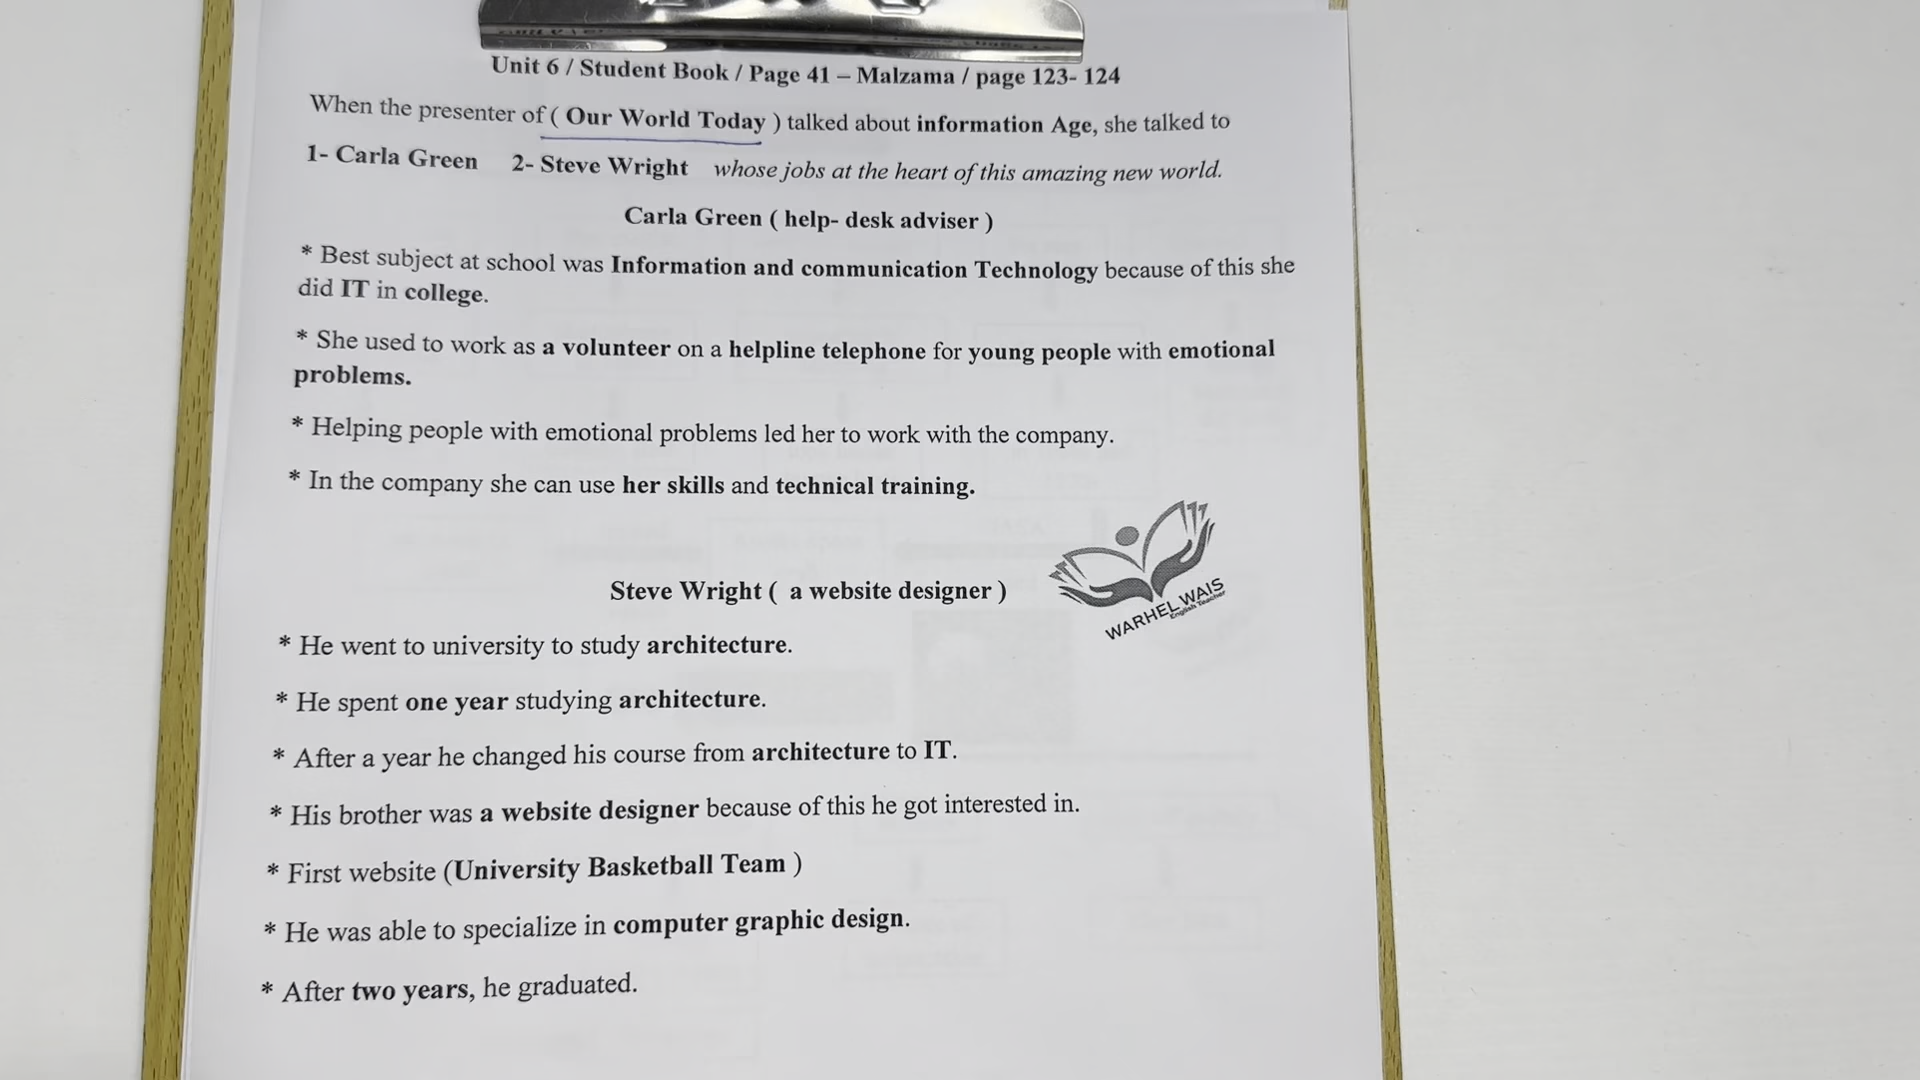 Unit 6 / Student Book / Page 41 – Malzama / page 123- 124
When the presenter of ( Our World Today ) talked about information Age, she talked to
1- Carla Green 2- Steve Wright whose jobs at the heart of this amazing new world.
Carla Green ( help- desk adviser )
* Best subject at school was Information and communication Technology because of this she
did IT in college.
* She used to work as a volunteer on a helpline telephone for young people with emotional
problems.
* Helping people with emotional problems led her to work with the company.
* In the company she can use her skills and technical training.
WARHEL WAIS
English Teacher
Steve Wright ( a website designer )
* He went to university to study architecture.
* He spent one year studying architecture.
* After a year he changed his course from architecture to IT.
* His brother was a website designer because of this he got interested in.
* First website (University Basketball Team )
* He was able to specialize in computer graphic design.
* After two years, he graduated.